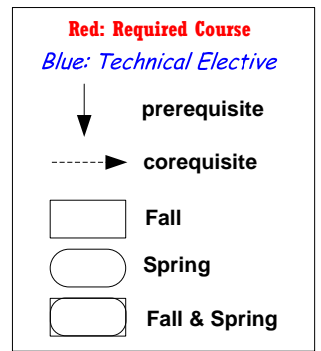 Red: Required Course
Blue: Technical Elective
prerequisite
corequisite
Fall
Spring
Fall & Spring